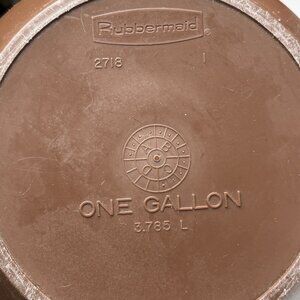 Rubbermaid
2718
A B
D C
ONE GALLON
3.785 L